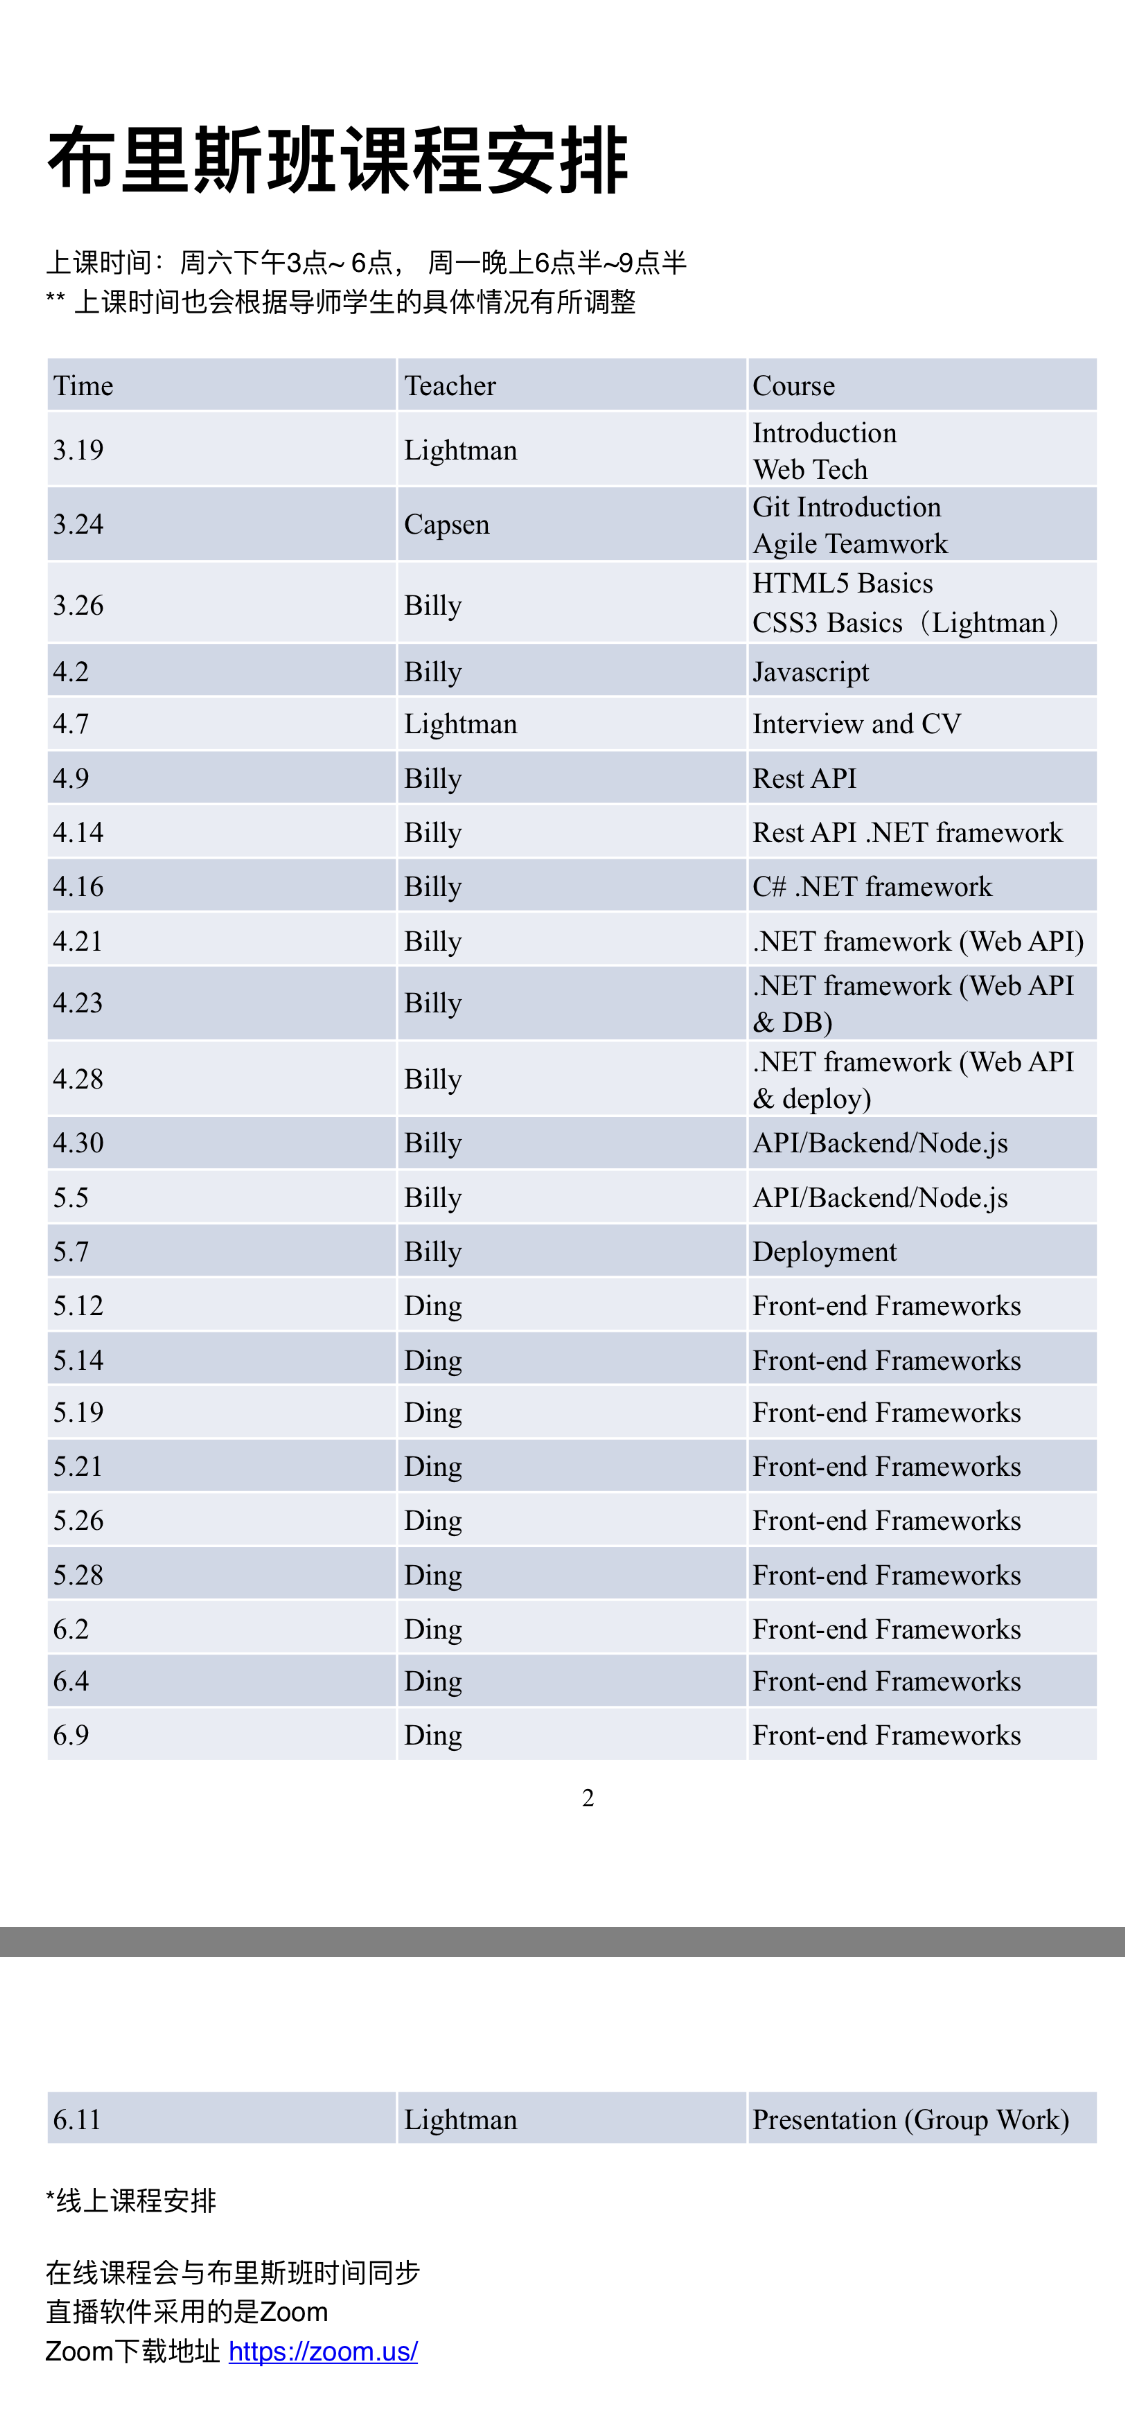 布里斯班课程安排
上课时间：周六下午3点~ 6点， 周一晚上6点半~9点半
** 上课时间也会根据导师学生的具体情况有所调整
Time Teacher Course
3.19 Lightman Introduction
Web Tech
3.24 Capsen Git Introduction
Agile Teamwork
3.26 Billy HTML5 Basics
CSS3 Basics（Lightman）
4.2 Billy Javascript
4.7 Lightman Interview and CV
4.9 Billy Rest API
4.14 Billy Rest API .NET framework
4.16 Billy C# .NET framework
4.21 Billy .NET framework (Web API)
4.23 Billy .NET framework (Web API
& DB)
4.28 Billy .NET framework (Web API
& deploy)
4.30 Billy API/Backend/Node.js
5.5 Billy API/Backend/Node.js
5.7 Billy Deployment
5.12 Ding Front-end Frameworks
5.14 Ding Front-end Frameworks
5.19 Ding Front-end Frameworks
5.21 Ding Front-end Frameworks
5.26 Ding Front-end Frameworks
5.28 Ding Front-end Frameworks
6.2 Ding Front-end Frameworks
6.4 Ding Front-end Frameworks
6.9 Ding Front-end Frameworks
2
6.11 Lightman Presentation (Group Work)
*线上课程安排
在线课程会与布里斯班时间同步
直播软件采用的是Zoom
Zoom下载地址 https://zoom.us/